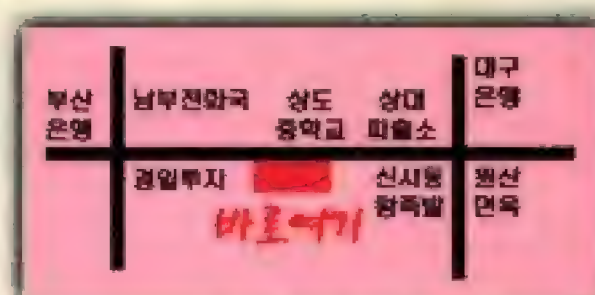 대구
부산 남부전화국 상도 상대 은행
은행 중학교 파출소
경일투자 신시동 원산
왕족발 면옥
바로여기